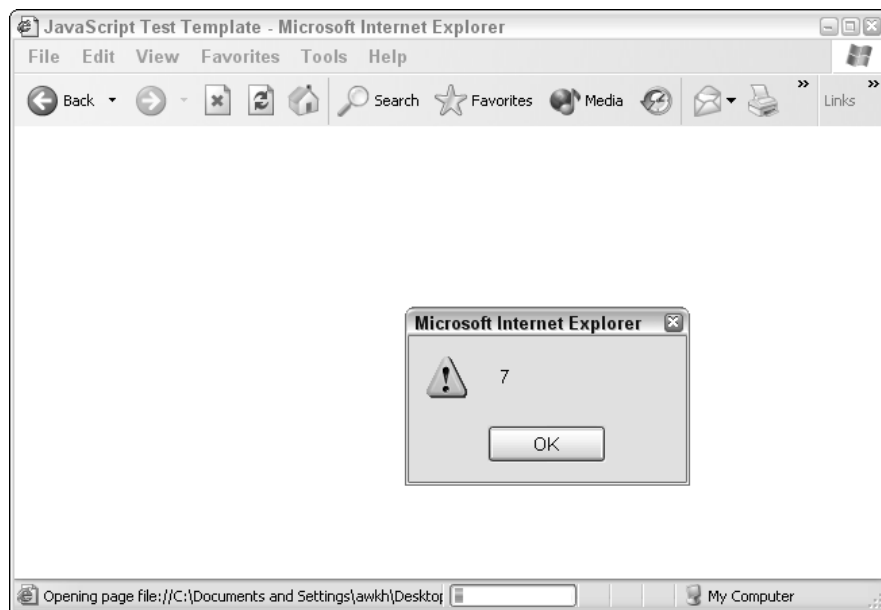 JavaScript Test Template - Microsoft Internet Explorer
File Edit View Favorites Tools Help
Back Search Favorites Media » Links »
Microsoft Internet Explorer
7
OK
Opening page file://C:\Documents and Settings\awkh\Desktop My Computer